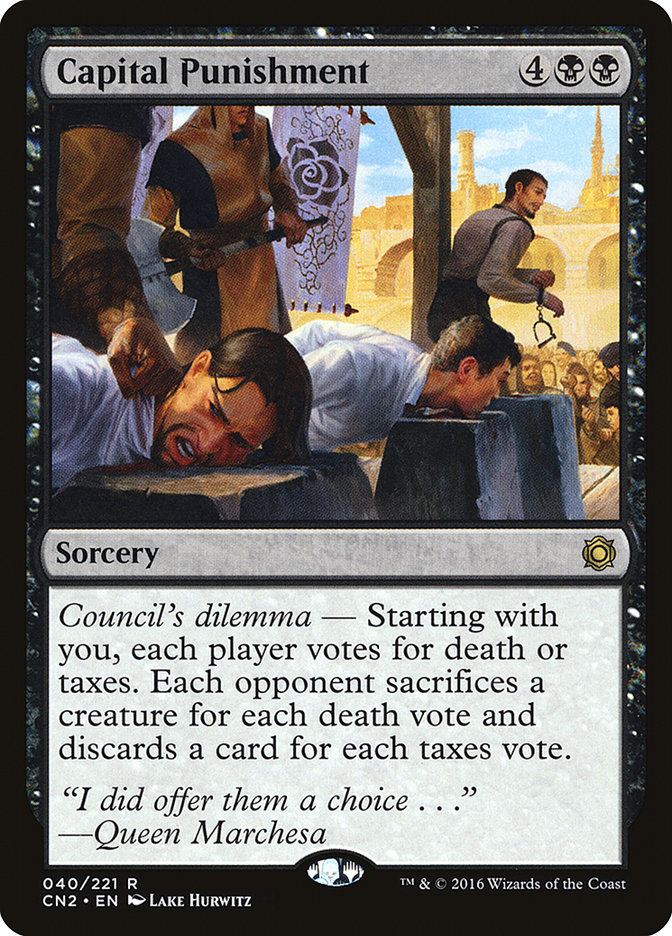 Capital Punishment 4
Sorcery
Council's dilemma — Starting with
you, each player votes for death or
taxes. Each opponent sacrifices a
creature for each death vote and
discards a card for each taxes vote.
"I did offer them a choice . . ."
—Queen Marchesa
040/221 R
CN2 • EN Lake Hurwitz
™ & © 2016 Wizards of the Coast